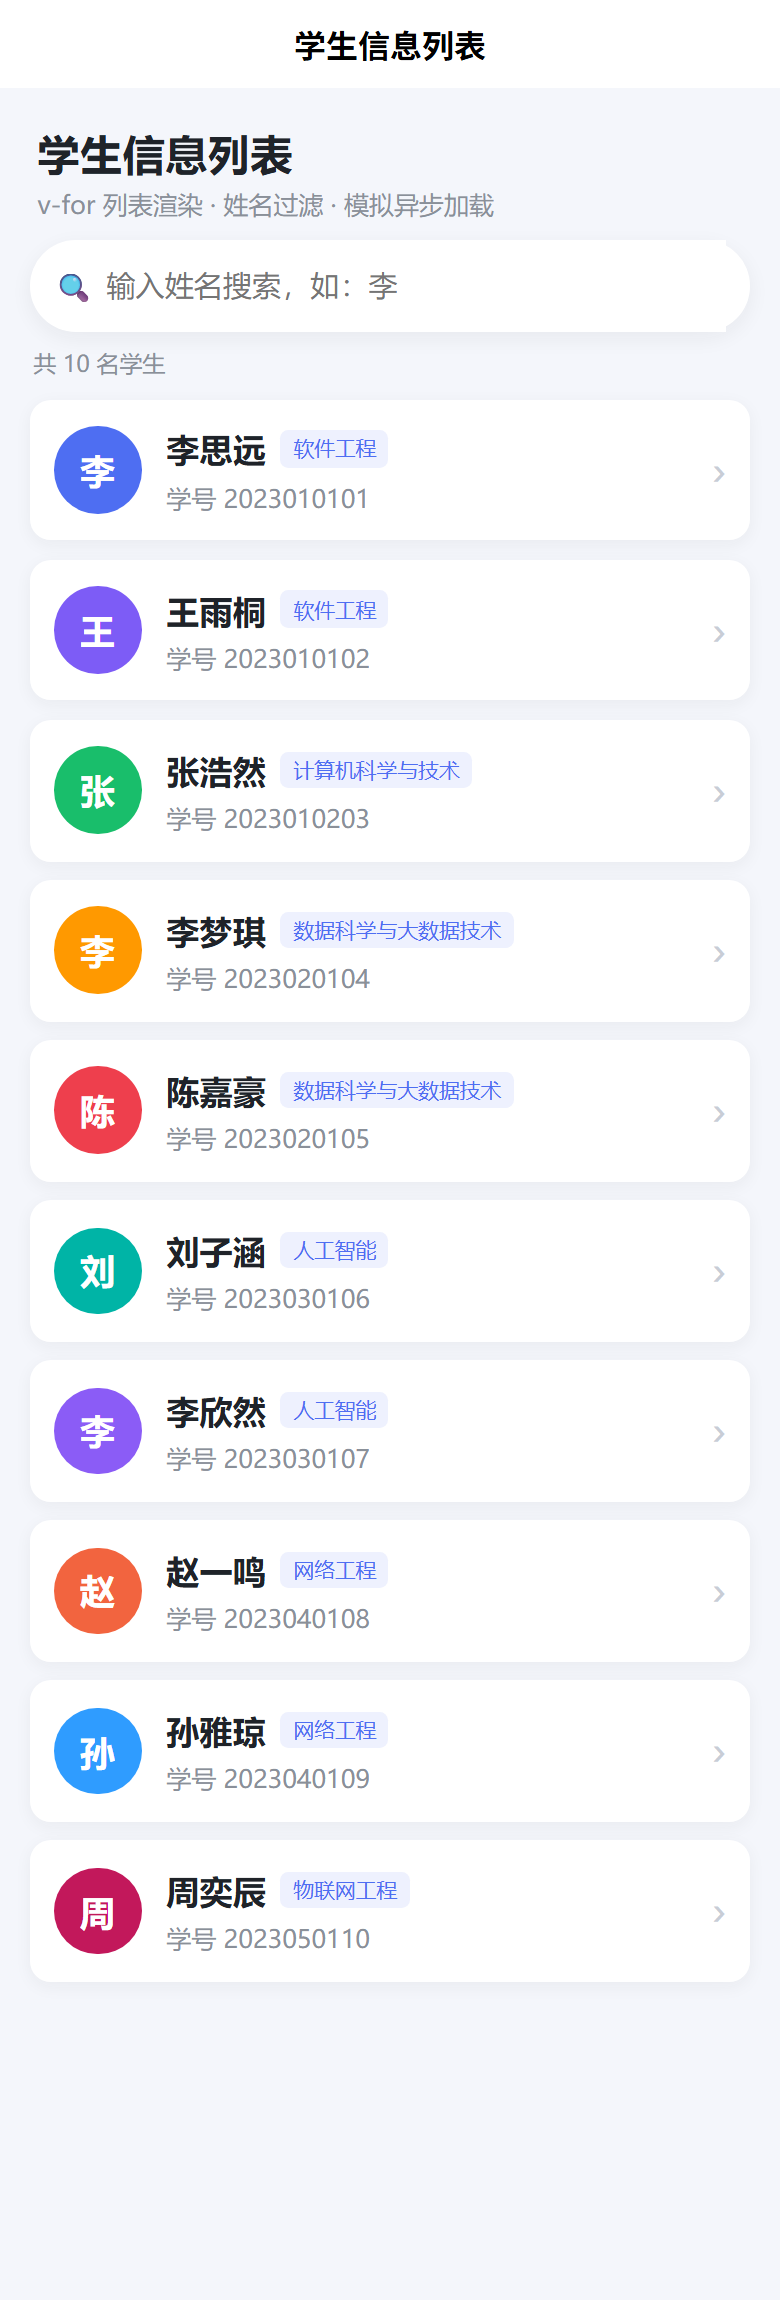 学生信息列表
学生信息列表
v-for 列表渲染 · 姓名过滤 · 模拟异步加载
输入姓名搜索，如：李
共 10 名学生
李 李思远 软件工程
学号 2023010101
王 王雨桐 软件工程
学号 2023010102
张 张浩然 计算机科学与技术
学号 2023010203
李 李梦琪 数据科学与大数据技术
学号 2023020104
陈 陈嘉豪 数据科学与大数据技术
学号 2023020105
刘 刘子涵 人工智能
学号 2023030106
李 李欣然 人工智能
学号 2023030107
赵 赵一鸣 网络工程
学号 2023040108
孙 孙雅琼 网络工程
学号 2023040109
周 周奕辰 物联网工程
学号 2023050110